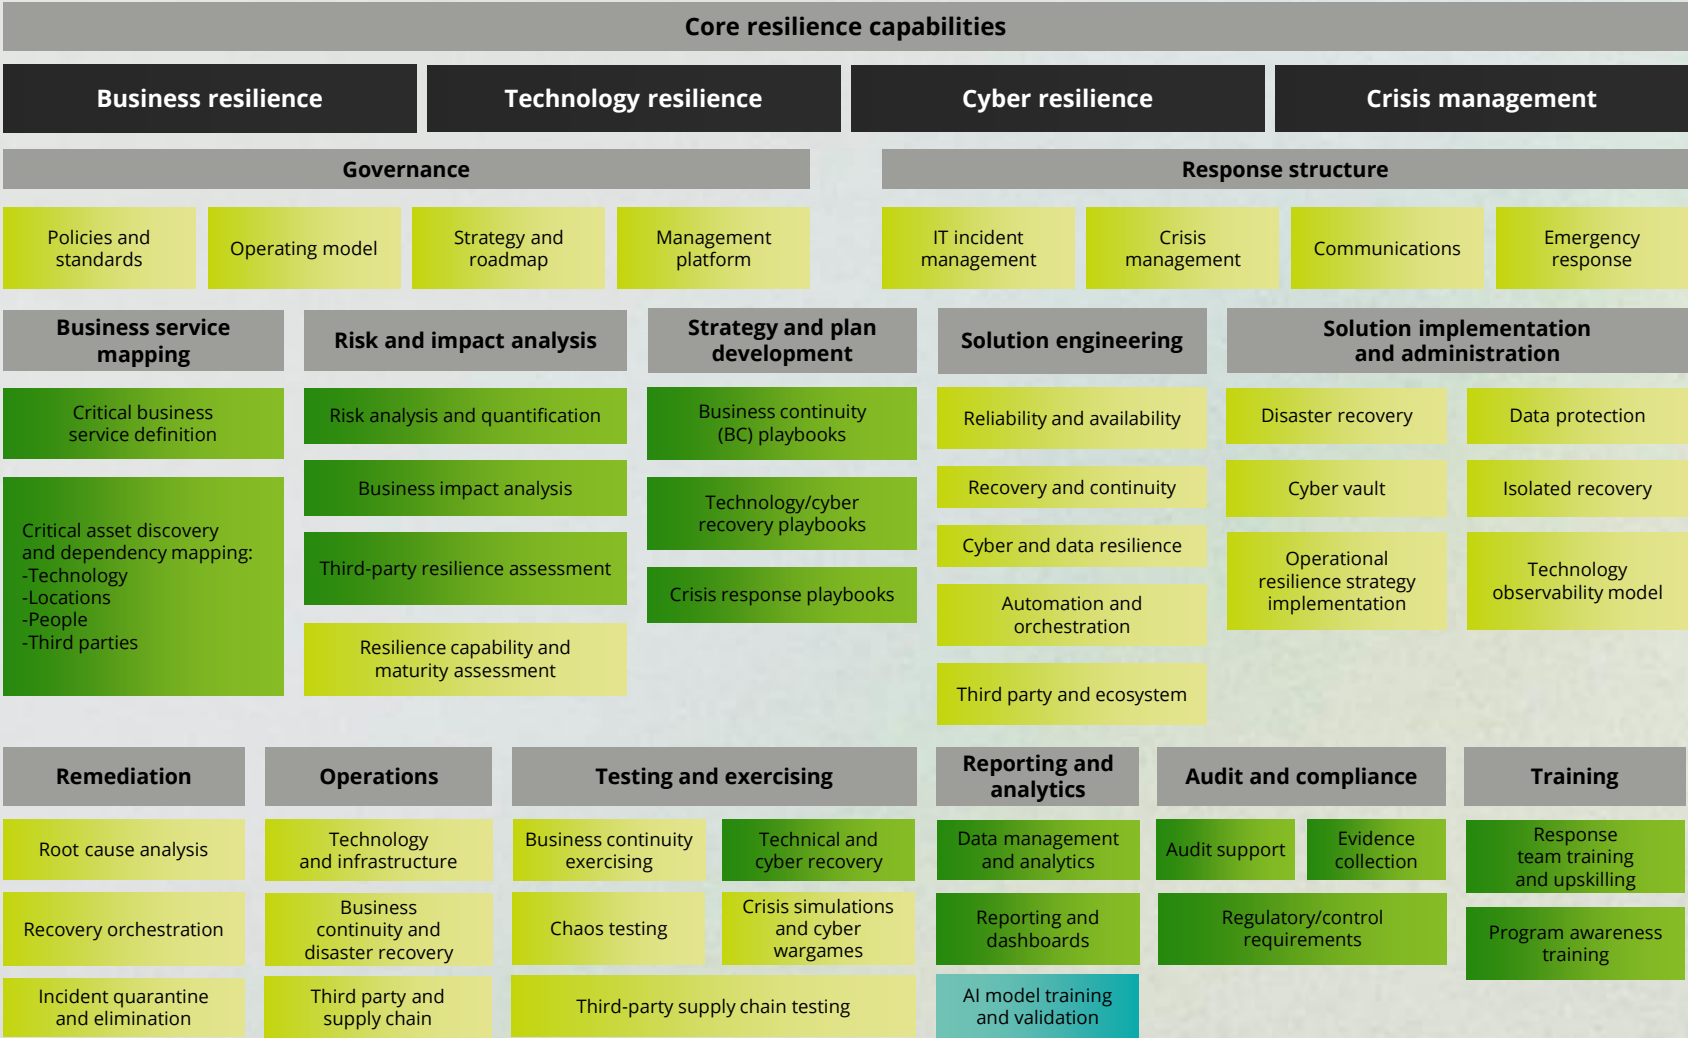 Core resilience capabilities
Business resilience
Technology resilience
Cyber resilience
Crisis management
Governance
Policies and
standards
Operating model
Strategy and
roadmap
Management
platform
Response structure
IT incident
management
Crisis
management
Communications
Emergency
response
Business service
mapping
Critical business
service definition
Critical asset discovery
and dependency mapping:
-Technology
-Locations
-People
-Third parties
Risk and impact analysis
Risk analysis and quantification
Business impact analysis
Third-party resilience assessment
Resilience capability and
maturity assessment
Strategy and plan
development
Business continuity
(BC) playbooks
Technology/cyber
recovery playbooks
Crisis response playbooks
Solution engineering
Reliability and availability
Recovery and continuity
Cyber and data resilience
Automation and
orchestration
Third party and ecosystem
Solution implementation
and administration
Disaster recovery
Data protection
Cyber vault
Isolated recovery
Operational
resilience strategy
implementation
Technology
observability model
Remediation
Root cause analysis
Recovery orchestration
Incident quarantine
and elimination
Operations
Technology
and infrastructure
Business
continuity and
disaster recovery
Third party and
supply chain
Testing and exercising
Business continuity
exercising
Technical and
cyber recovery
Chaos testing
Crisis simulations
and cyber
wargames
Third-party supply chain testing
Reporting and
analytics
Data management
and analytics
Reporting and
dashboards
AI model training
and validation
Audit and compliance
Audit support
Evidence
collection
Regulatory/control
requirements
Training
Response
team training
and upskilling
Program awareness
training